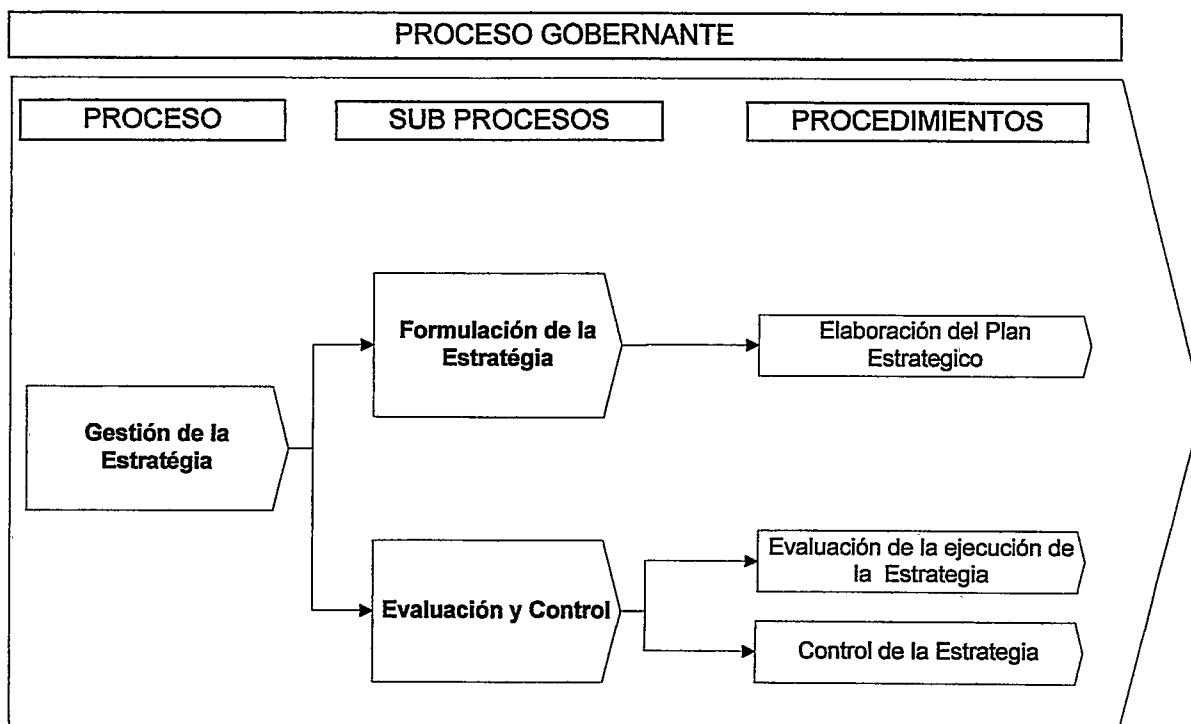 PROCESO GOBERNANTE
PROCESO
SUB PROCESOS
PROCEDIMIENTOS
Formulación de la
Estratégia
Elaboración del Plan
Estrategico
Gestión de la
Estratégia
Evaluación y Control
Evaluación de la ejecución de
la Estrategia
Control de la Estrategia